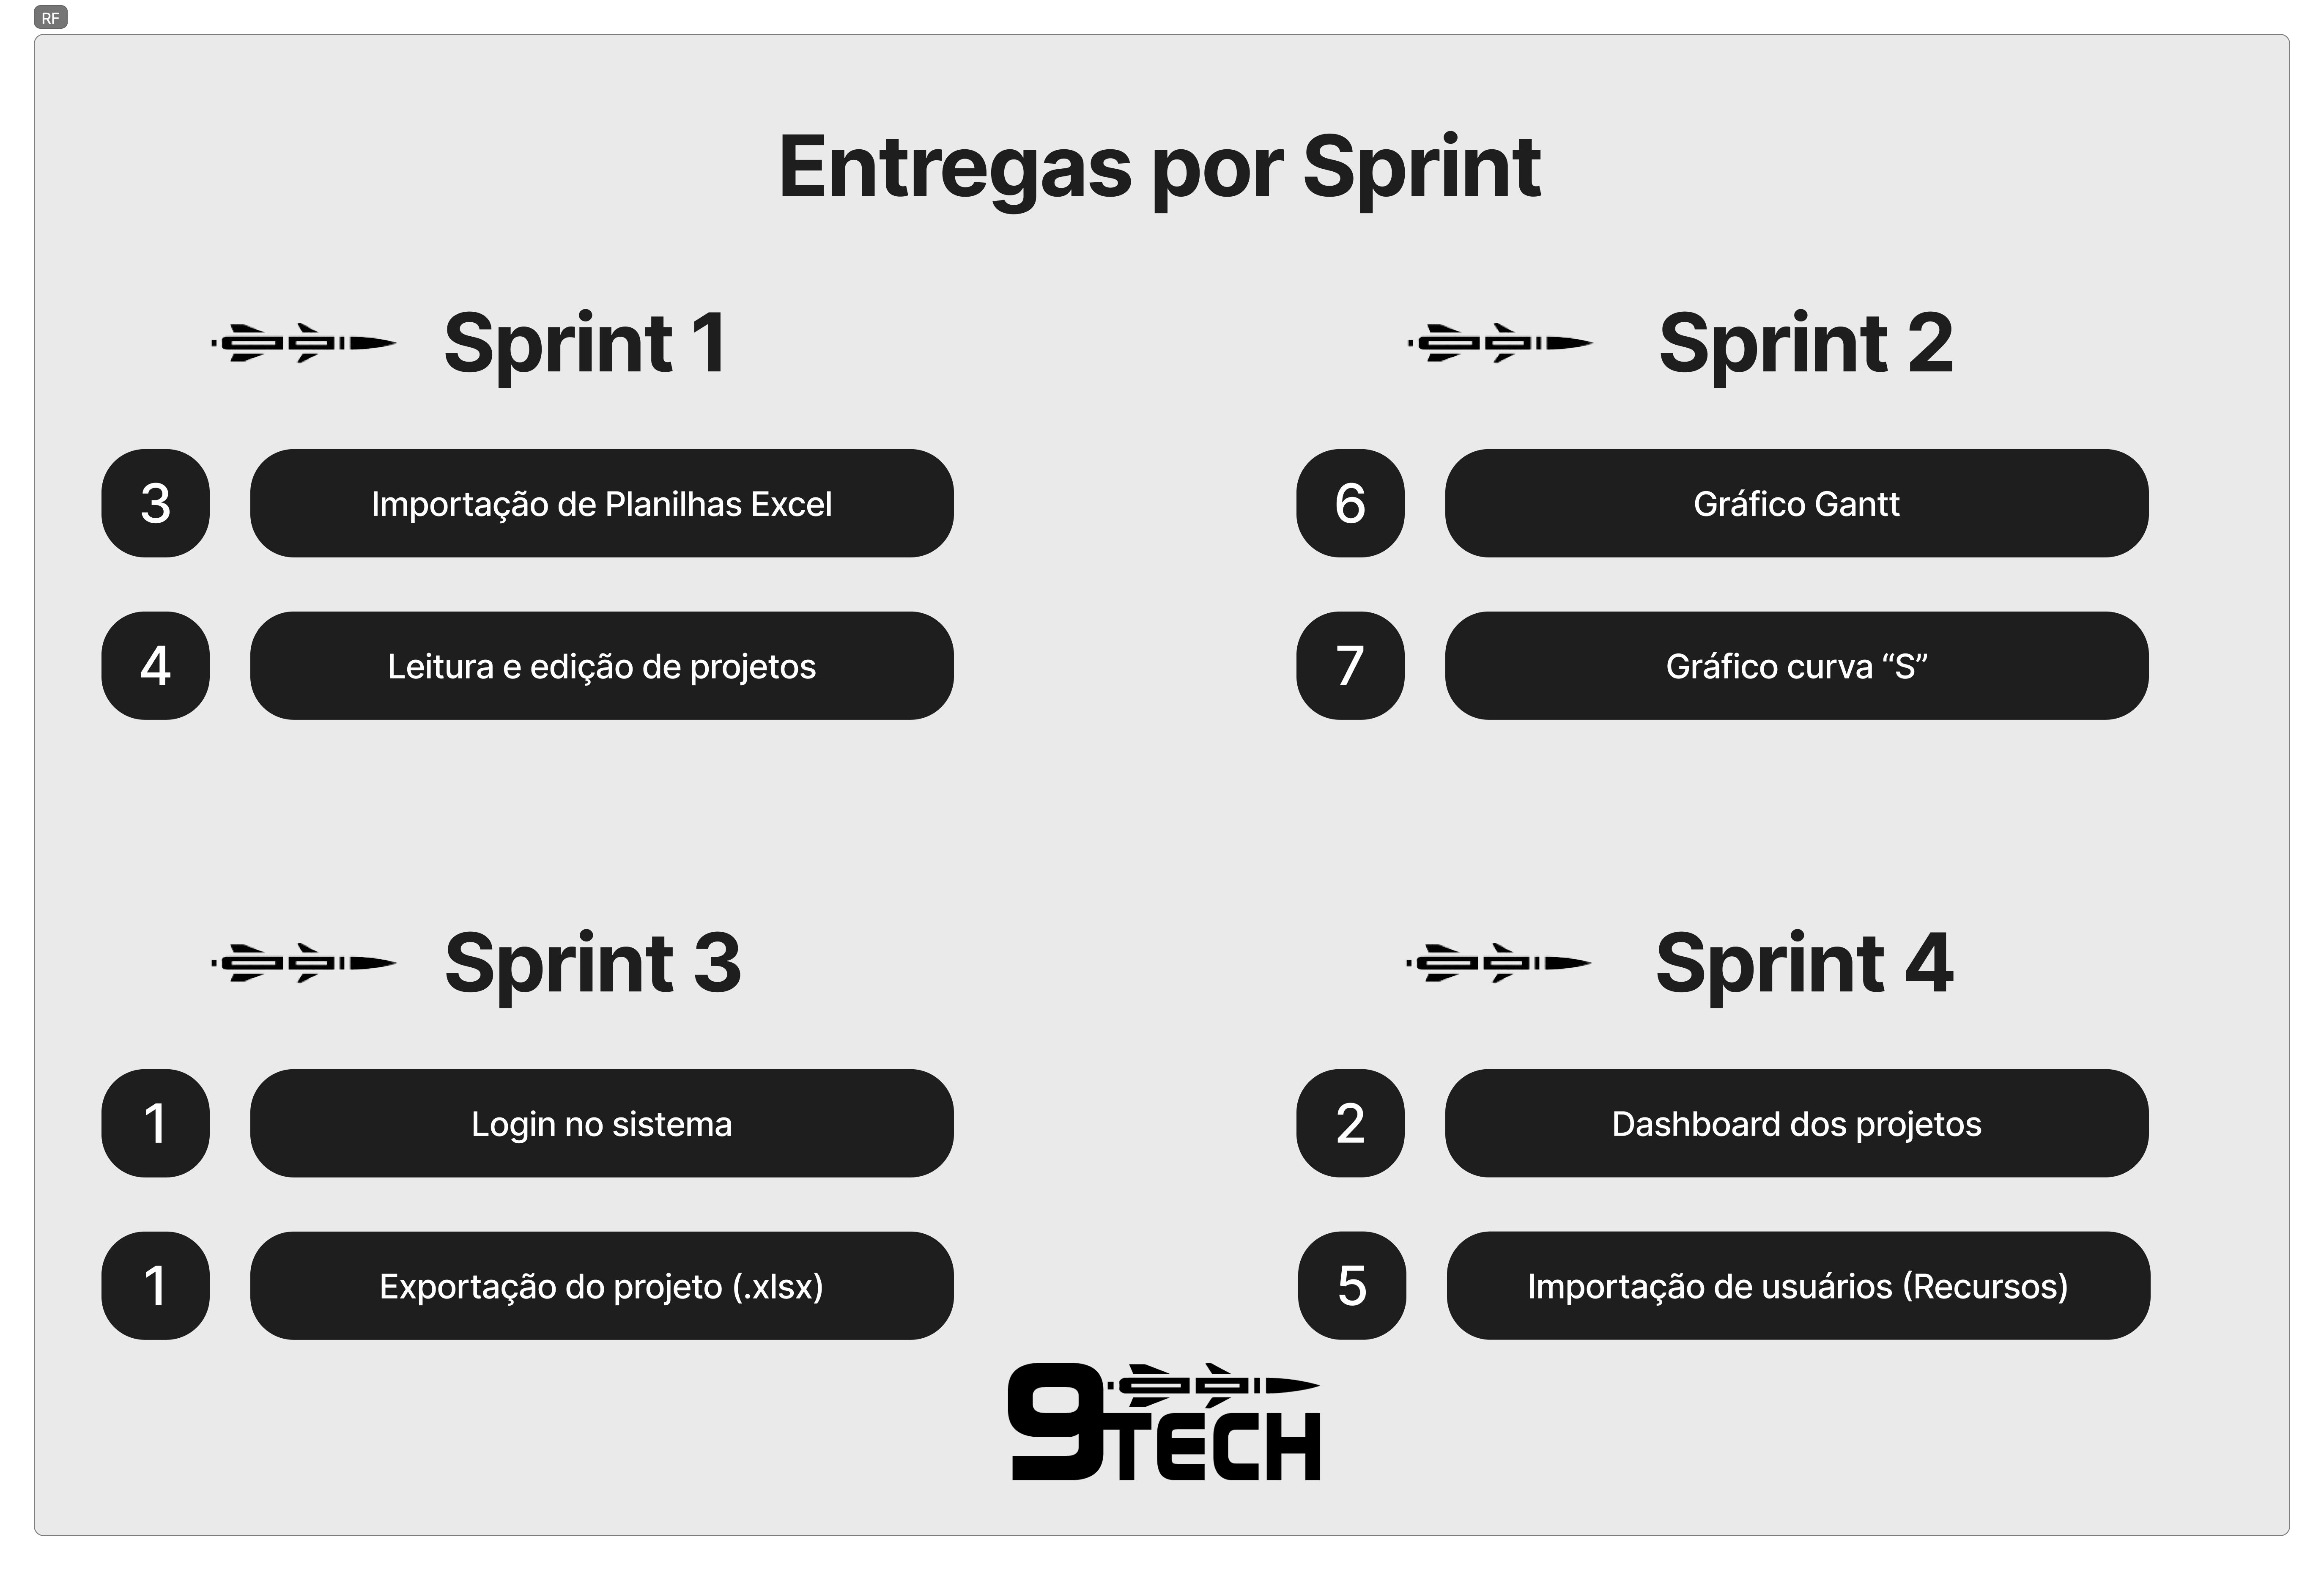 RF
Entregas por Sprint
Sprint 1
3
Importação de Planilhas Excel
4
Leitura e edição de projetos
Sprint 2
6
Gráfico Gantt
7
Gráfico curva “S”
Sprint 3
1
Login no sistema
1
Exportação do projeto (.xlsx)
Sprint 4
2
Dashboard dos projetos
5
Importação de usuários (Recursos)
9TECH